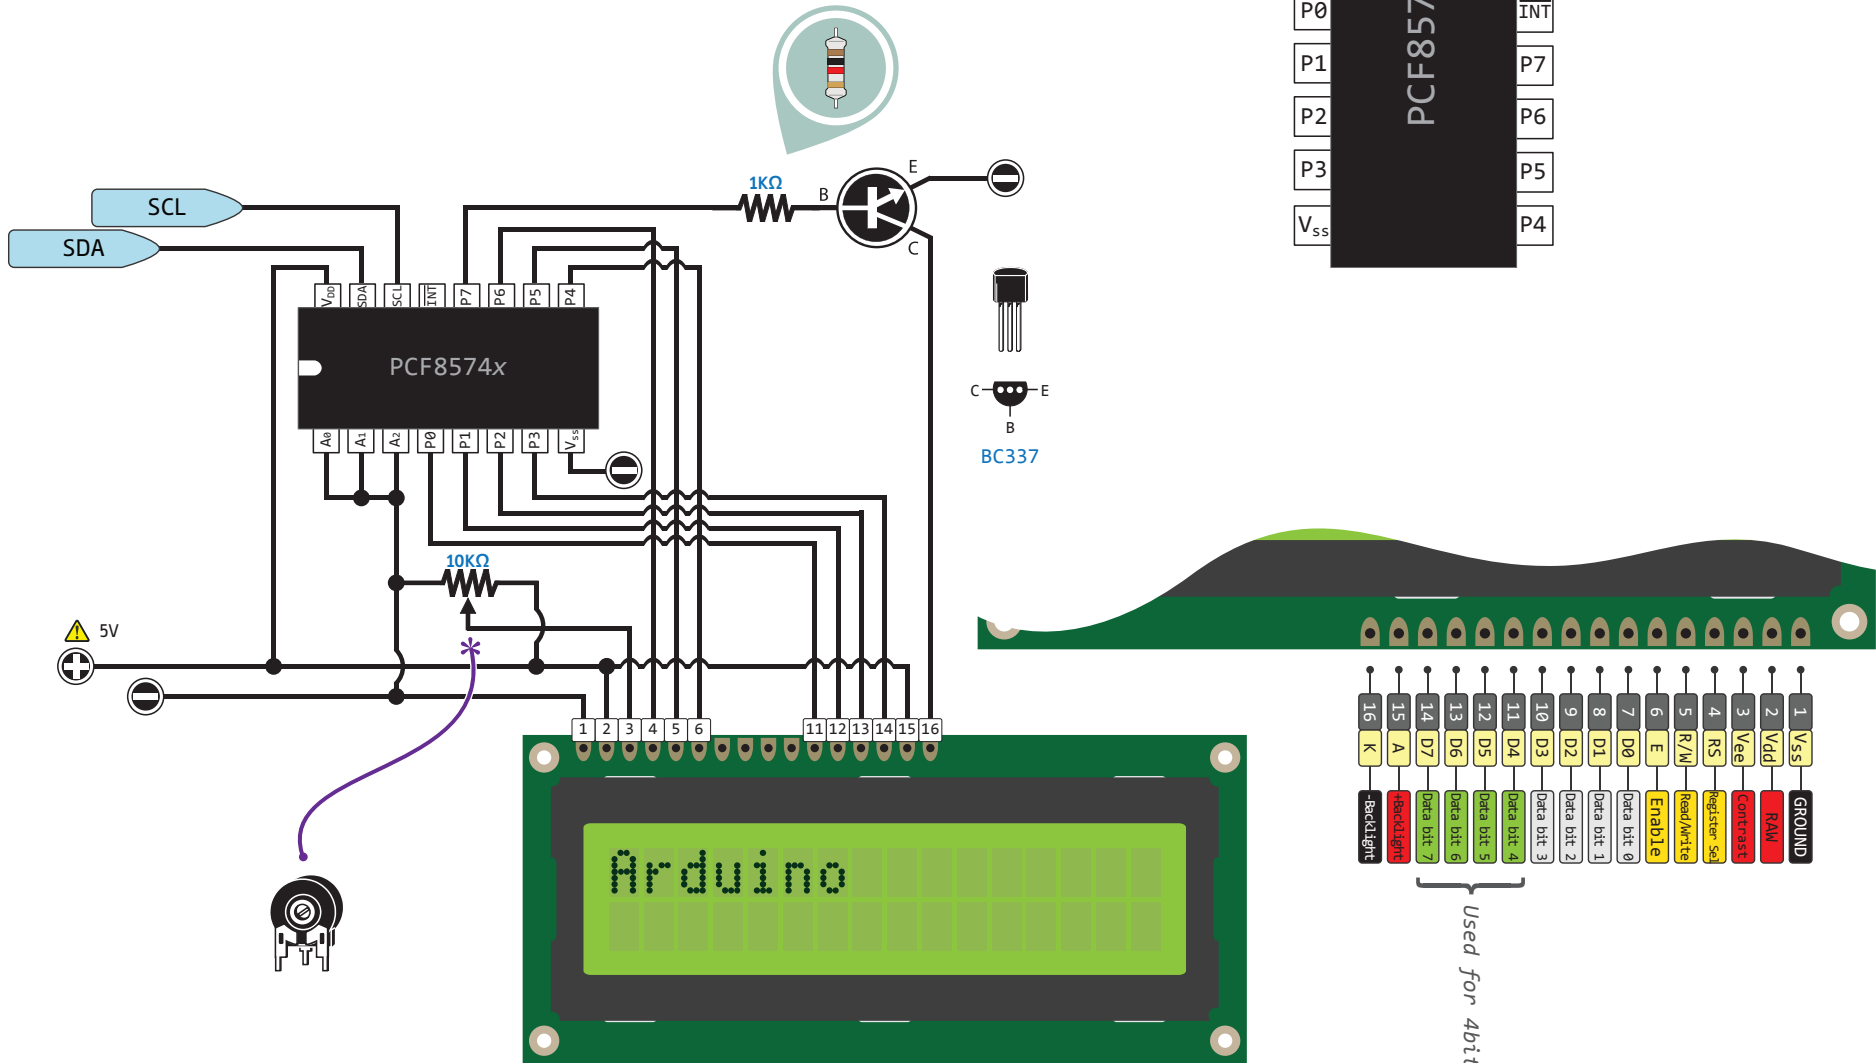 P0
P1
P2
P3
Vss
INT
P7
P6
P5
P4
SCL
SDA
1KΩ
B
E
C
VDD
SDA
SCL
INT
P7
P6
P5
P4
PCF8574x
A0
A1
A2
P0
P1
P2
P3
Vss
C
E
B
BC337
10KΩ
5V
1 2 3 4 5 6 11 12 13 14 15 16
Arduino
16 K -Backlight
15 A +Backlight
14 D7 Data bit 7
13 D6 Data bit 6
12 D5 Data bit 5
11 D4 Data bit 4
10 D3 Data bit 3
9 D2 Data bit 2
8 D1 Data bit 1
7 D0 Data bit 0
6 E Enable
5 R/W Read/Write
4 RS Register Sel
3 Vee Contrast
2 Vdd RAW
1 Vss GROUND
Used for 4bit